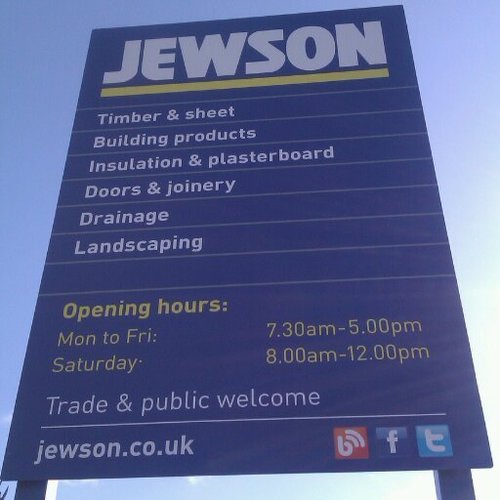 JEWSON
Timber & sheet
Building products
Insulation & plasterboard
Doors & joinery
Drainage
Landscaping
Opening hours:
Mon to Fri: 7.30am-5.00pm
Saturday: 8.00am-12.00pm
Trade & public welcome
jewson.co.uk f t